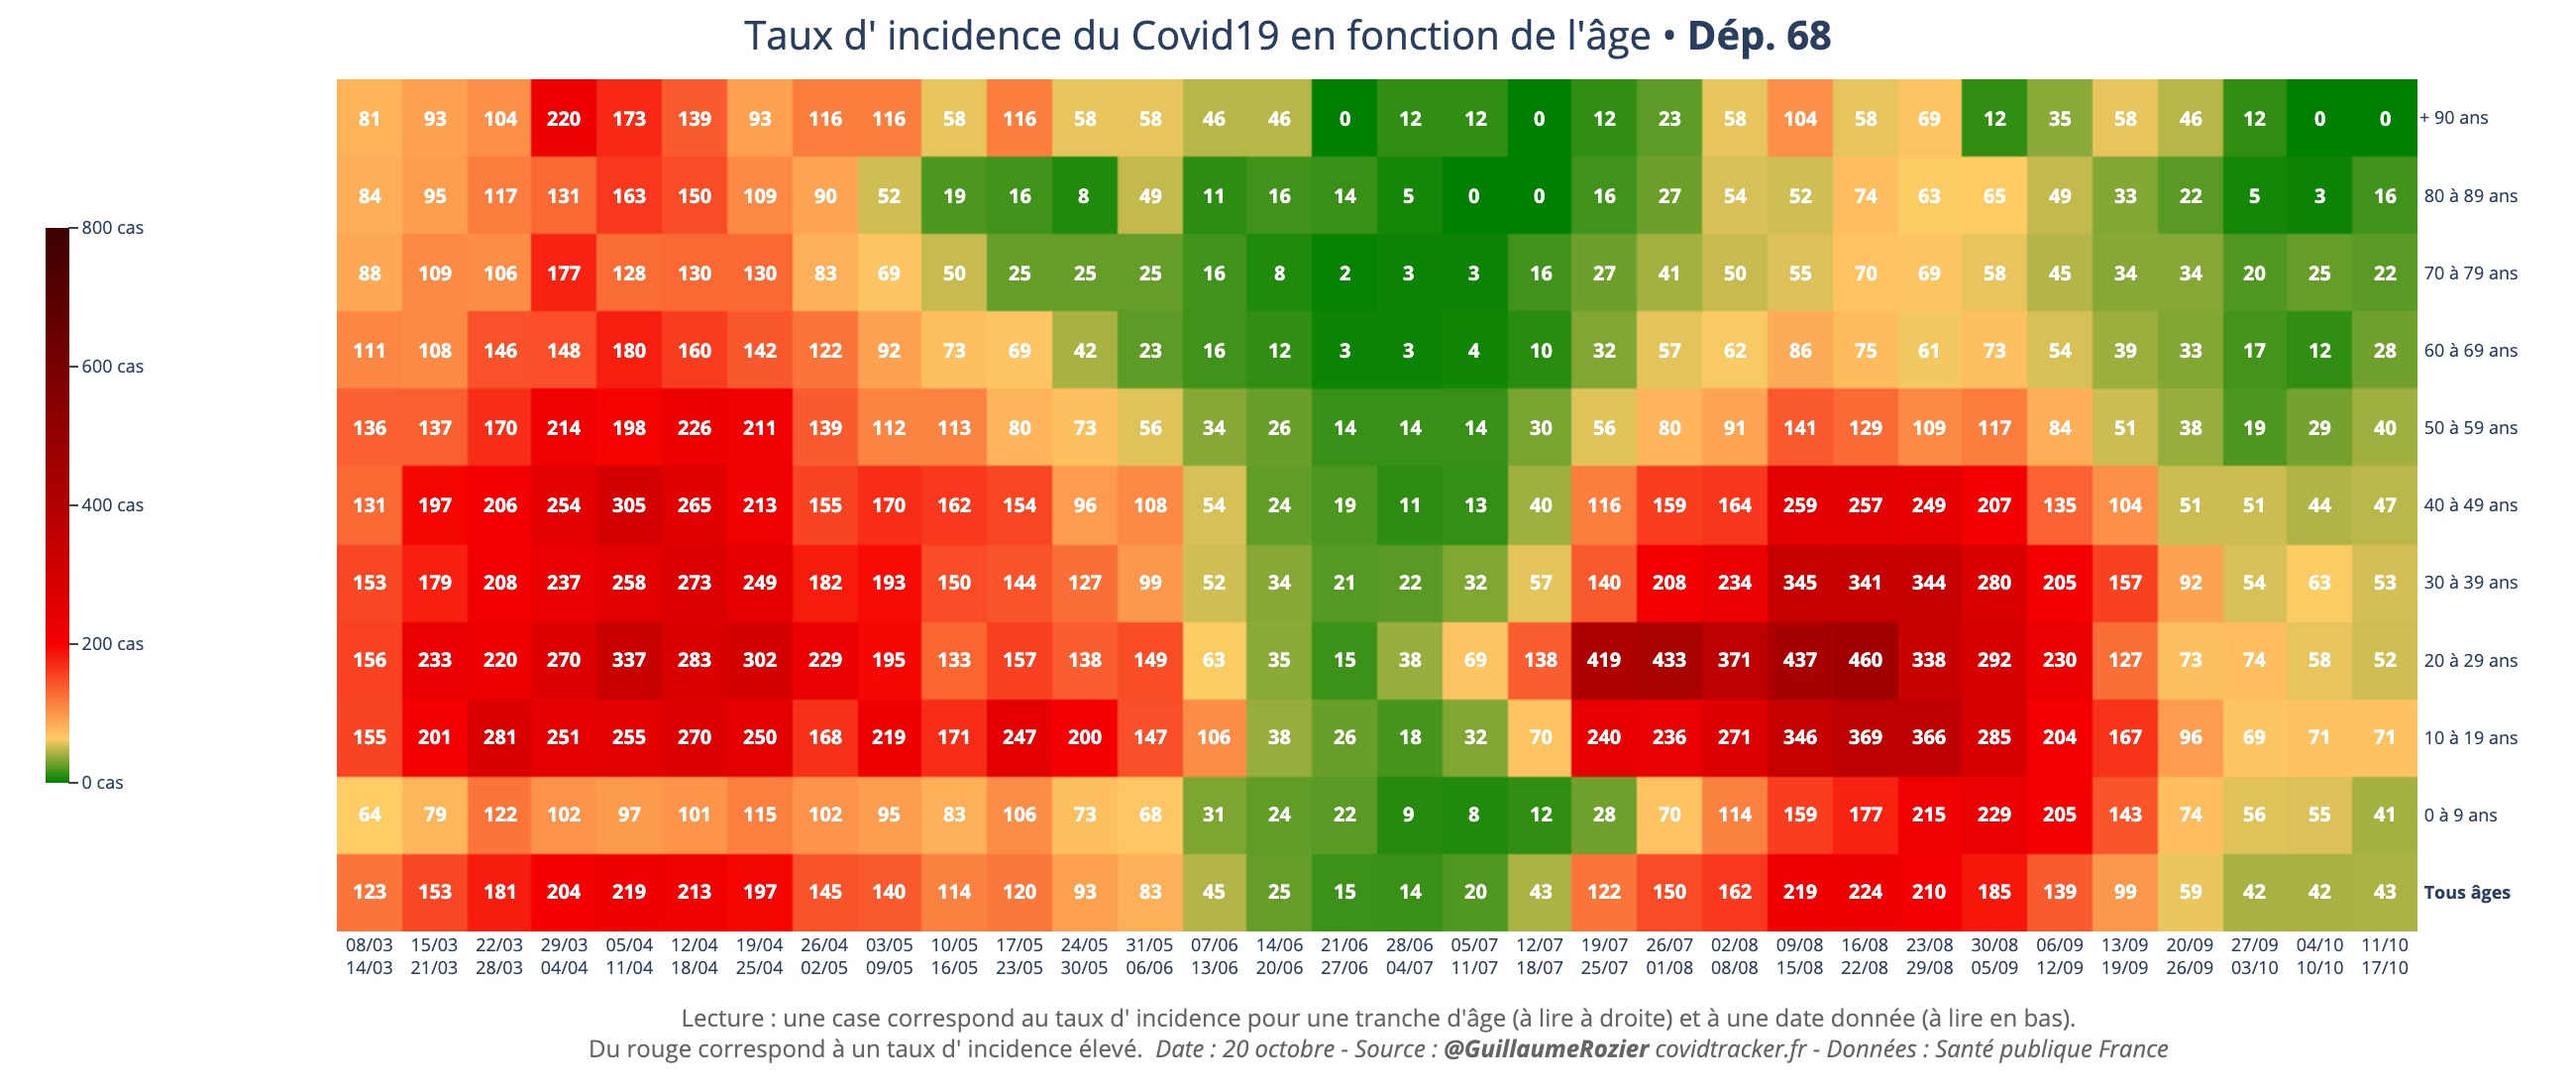 Taux d' incidence du Covid19 en fonction de l'âge • Dép. 68
800 cas
600 cas
400 cas
200 cas
0 cas
81 93 104 220 173 139 93 116 116 58 116 58 58 46 46 0 12 12 0 12 23 58 104 58 69 12 35 58 46 12 0 0 + 90 ans
84 95 117 131 163 150 109 90 52 19 16 8 49 11 16 14 5 0 0 16 27 54 52 74 63 65 49 33 22 5 3 16 80 à 89 ans
88 109 106 177 128 130 130 83 69 50 25 25 25 16 8 2 3 3 16 27 41 50 55 70 69 58 45 34 34 20 25 22 70 à 79 ans
111 108 146 148 180 160 142 122 92 73 69 42 23 16 12 3 3 4 10 32 57 62 86 75 61 73 54 39 33 17 12 28 60 à 69 ans
136 137 170 214 198 226 211 139 112 113 80 73 56 34 26 14 14 14 30 56 80 91 141 129 109 117 84 51 38 19 29 40 50 à 59 ans
131 197 206 254 305 265 213 155 170 162 154 96 108 54 24 19 11 13 40 116 159 164 259 257 249 207 135 104 51 51 44 47 40 à 49 ans
153 179 208 237 258 273 249 182 193 150 144 127 99 52 34 21 22 32 57 140 208 234 345 341 344 280 205 157 92 54 63 53 30 à 39 ans
156 233 220 270 337 283 302 229 195 133 157 138 149 63 35 15 38 69 138 419 433 371 437 460 338 292 230 127 73 74 58 52 20 à 29 ans
155 201 281 251 255 270 250 168 219 171 247 200 147 106 38 26 18 32 70 240 236 271 346 369 366 285 204 167 96 69 71 71 10 à 19 ans
64 79 122 102 97 101 115 102 95 83 106 73 68 31 24 22 9 8 12 28 70 114 159 177 215 229 205 143 74 56 55 41 0 à 9 ans
123 153 181 204 219 213 197 145 140 114 120 93 83 45 25 15 14 20 43 122 150 162 219 224 210 185 139 99 59 42 42 43 Tous âges
08/03 15/03 22/03 29/03 05/04 12/04 19/04 26/04 03/05 10/05 17/05 24/05 31/05 07/06 14/06 21/06 28/06 05/07 12/07 19/07 26/07 02/08 09/08 16/08 23/08 30/08 06/09 13/09 20/09 27/09 04/10 11/10
14/03 21/03 28/03 04/04 11/04 18/04 25/04 02/05 09/05 16/05 23/05 30/05 06/06 13/06 20/06 27/06 04/07 11/07 18/07 25/07 01/08 08/08 15/08 22/08 29/08 05/09 12/09 19/09 26/09 03/10 10/10 17/10
Lecture : une case correspond au taux d' incidence pour une tranche d'âge (à lire à droite) et à une date donnée (à lire en bas).
Du rouge correspond à un taux d' incidence élevé. Date : 20 octobre - Source : @GuillaumeRozier covidtracker.fr - Données : Santé publique France